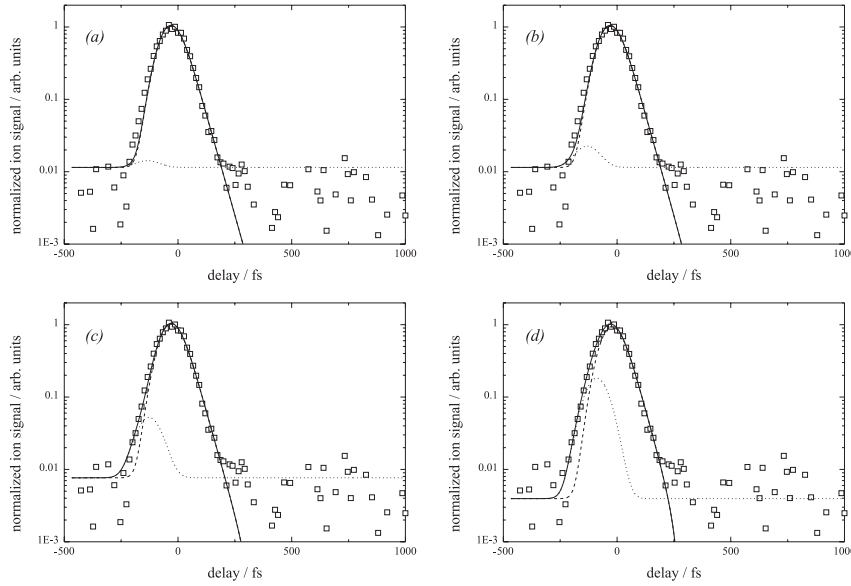 (a)
normalized ion signal / arb. units
1
0.1
0.01
1E-3
-500
0
500
1000
delay / fs
(b)
normalized ion signal / arb. units
1
0.1
0.01
1E-3
-500
0
500
1000
delay / fs
(c)
normalized ion signal / arb. units
1
0.1
0.01
1E-3
-500
0
500
1000
delay / fs
(d)
normalized ion signal / arb. units
1
0.1
0.01
1E-3
-500
0
500
1000
delay / fs